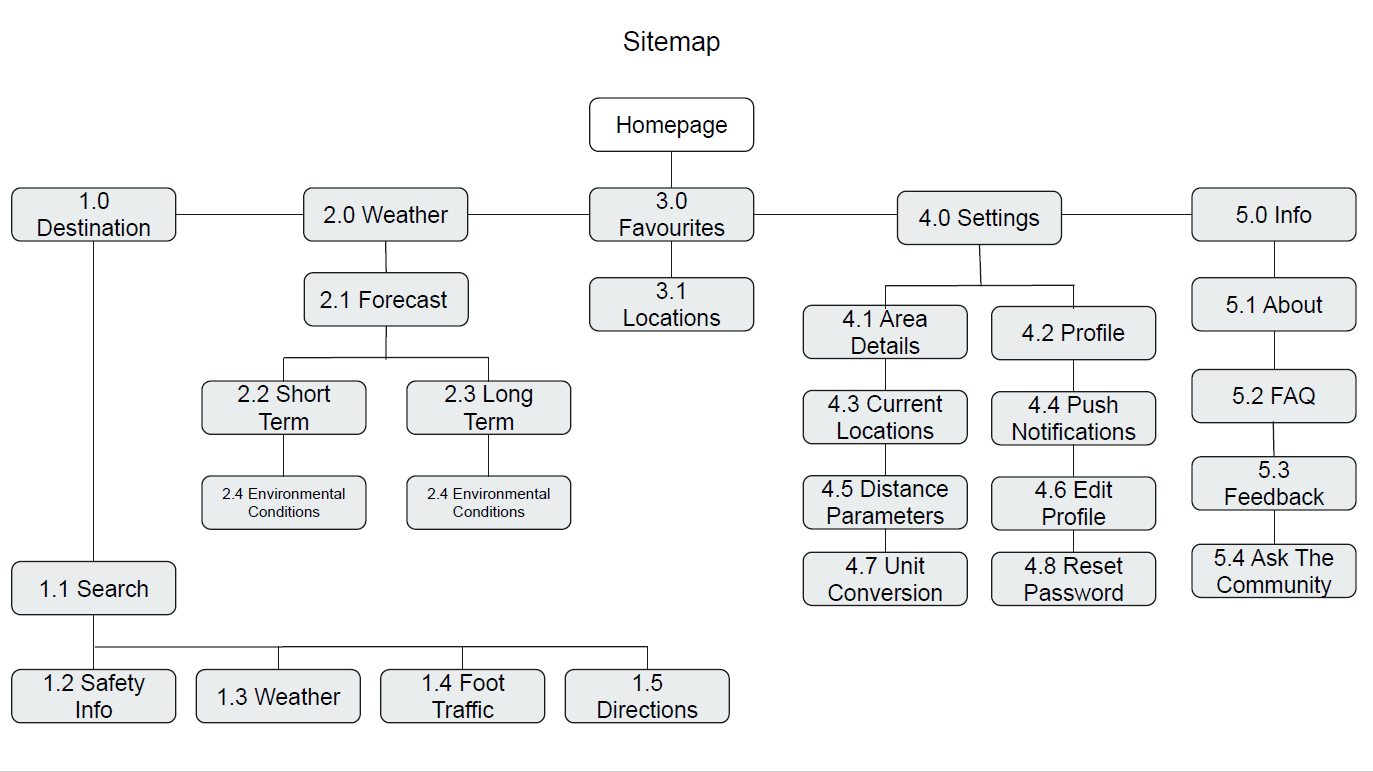 Sitemap
Homepage
1.0
Destination
2.0 Weather
3.0
Favourites
4.0 Settings
5.0 Info
2.1 Forecast
3.1
Locations
4.1 Area
Details
4.2 Profile
5.1 About
2.2 Short
Term
2.3 Long
Term
4.3 Current
Locations
4.4 Push
Notifications
5.2 FAQ
2.4 Environmental
Conditions
2.4 Environmental
Conditions
4.5 Distance
Parameters
4.6 Edit
Profile
5.3
Feedback
1.1 Search
4.7 Unit
Conversion
4.8 Reset
Password
5.4 Ask The
Community
1.2 Safety
Info
1.3 Weather
1.4 Foot
Traffic
1.5
Directions